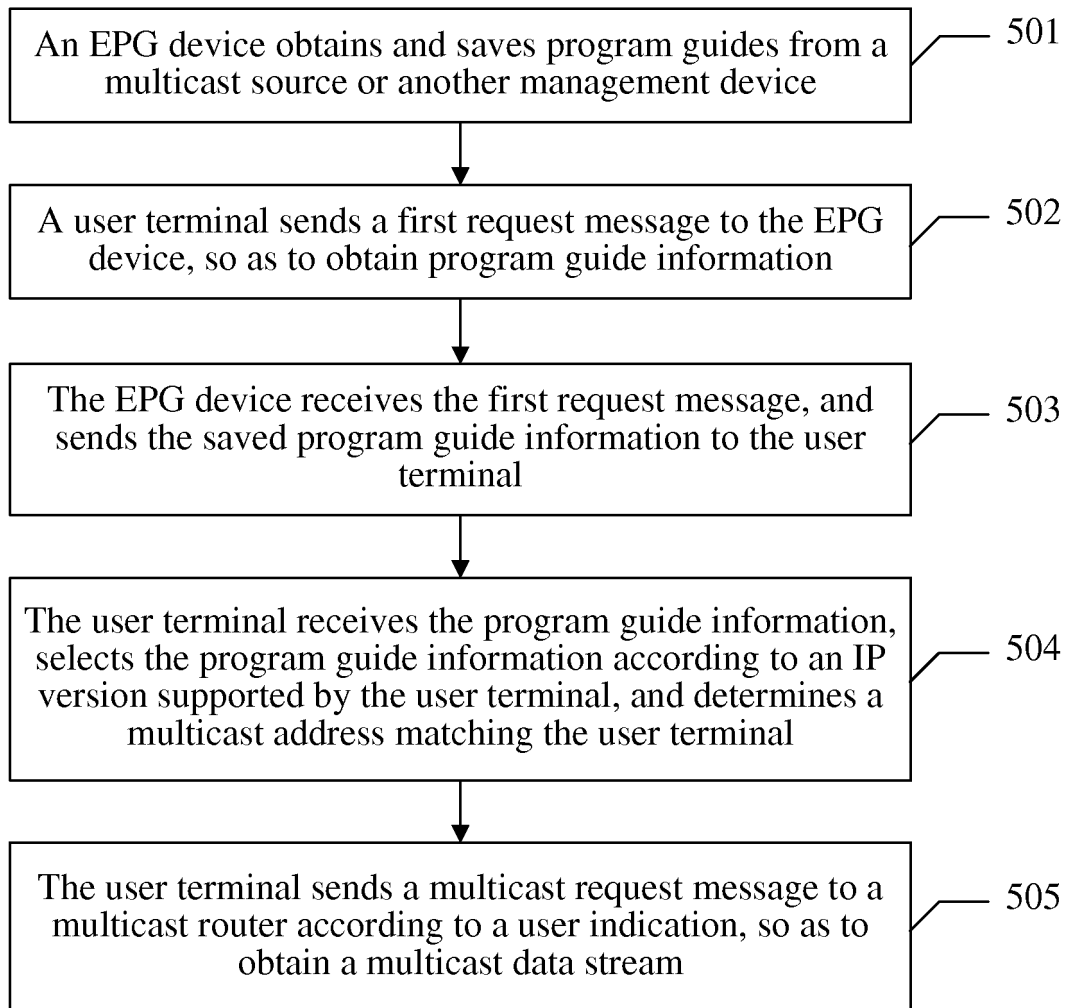 An EPG device obtains and saves program guides from a
multicast source or another management device
501
A user terminal sends a first request message to the EPG
device, so as to obtain program guide information
502
The EPG device receives the first request message, and
sends the saved program guide information to the user
terminal
503
The user terminal receives the program guide information,
selects the program guide information according to an IP
version supported by the user terminal, and determines a
multicast address matching the user terminal
504
The user terminal sends a multicast request message to a
multicast router according to a user indication, so as to
obtain a multicast data stream
505